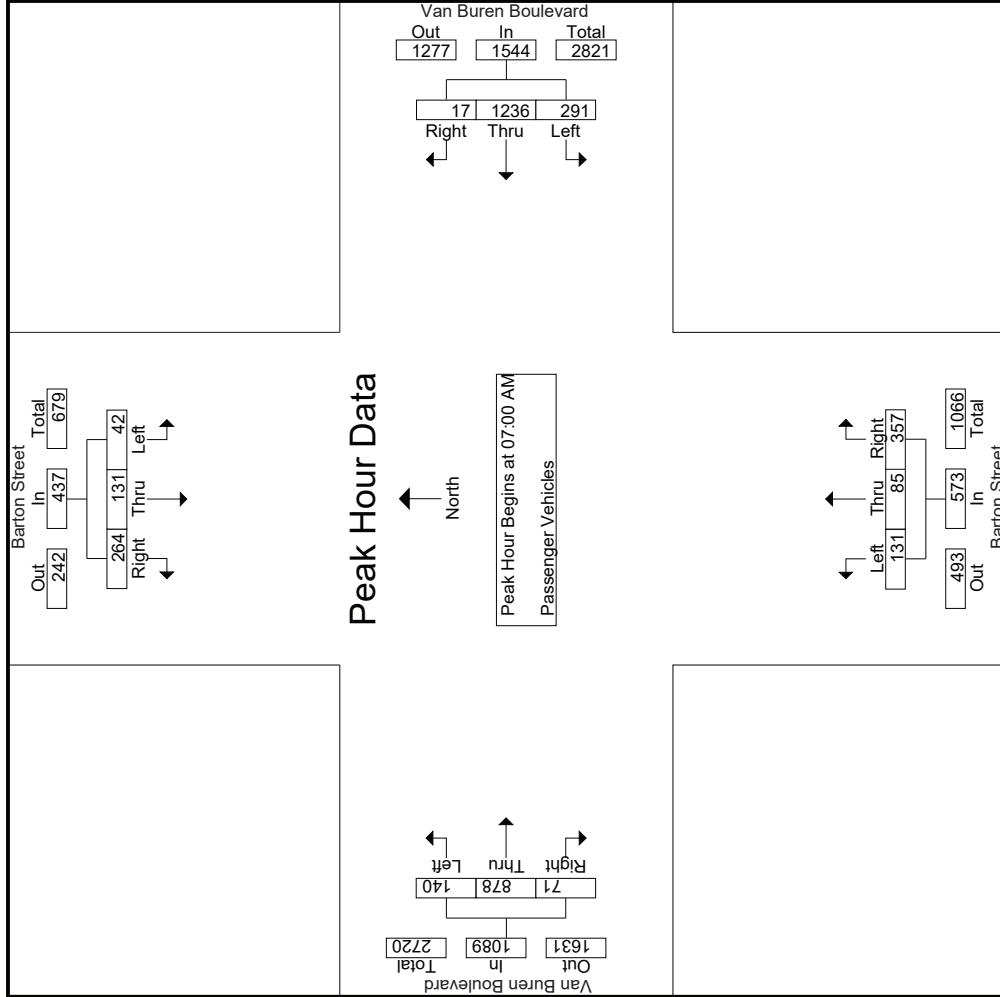 Van Buren Boulevard
Out In Total
1277 1544 2821
17 1236 291
Right Thru Left
Barton Street
Out In Total
242 437 679
264 131 42
Right Thru Left
Peak Hour Data
North
Peak Hour Begins at 07:00 AM
Passenger Vehicles
Left Thru Right
131 85 357
493 573 1066
Out In Total
Barton Street
Left Thru Right
140 878 71
2720 1089 1631
Total In Out
Van Buren Boulevard